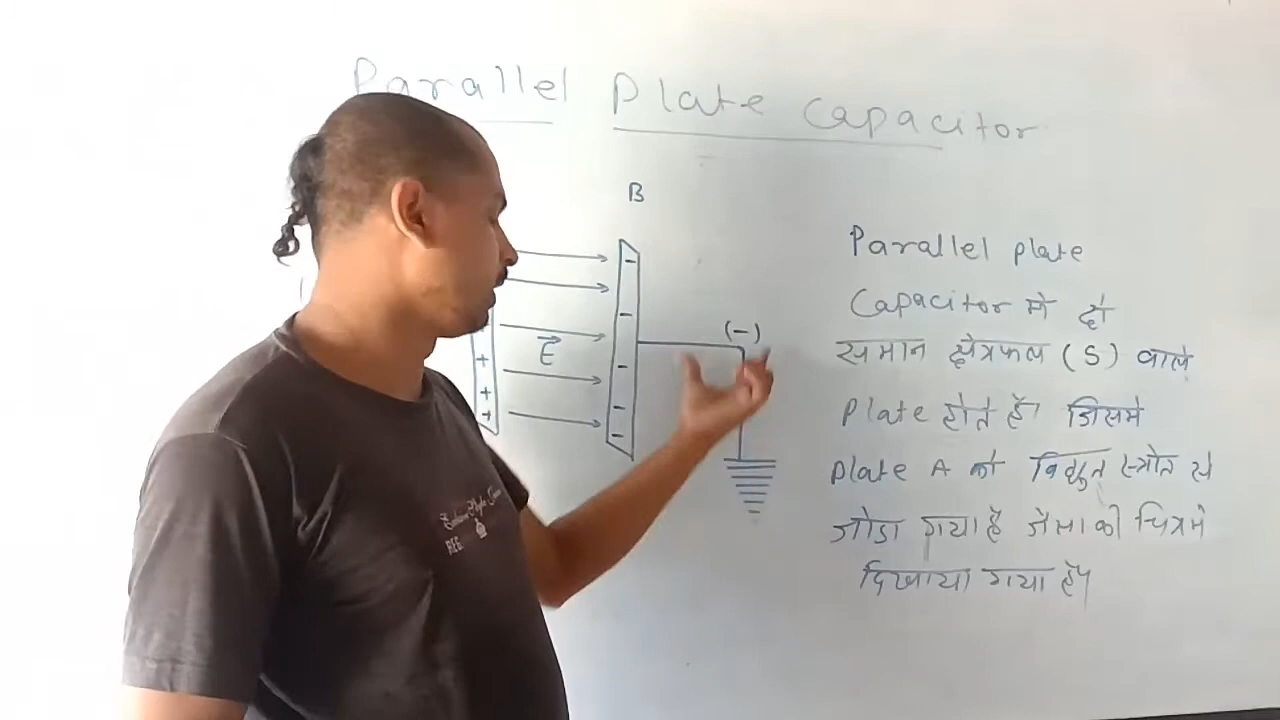 Parallel Plate Capacitor
B
(-)
E
Parallel plate
Capacitor मे दो
समान क्षेत्रफल (S) वाले
Plate होते हैं। जिसमे
plate A को विद्युत स्त्रोत से
जोडा गया है जैसा की चित्र मे
दिखाया गया है।